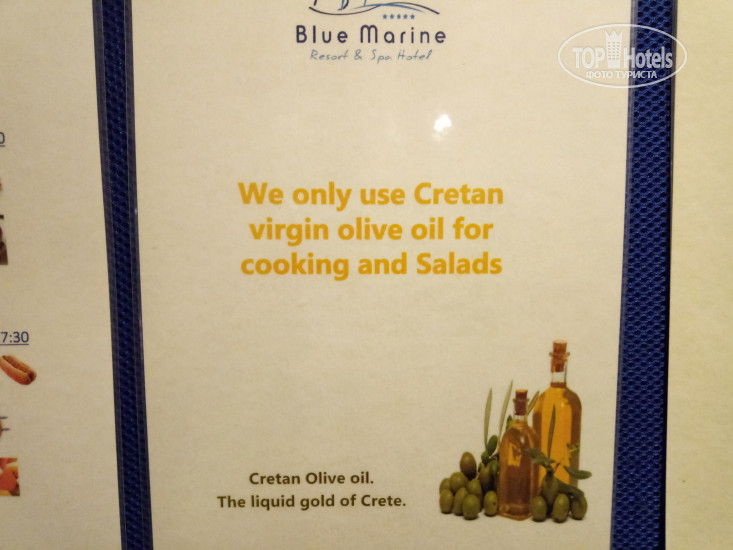 Blue Marine
Resort & Spa Hotel
TOP Hotels
ФОТО ТУРИСТА
We only use Cretan
virgin olive oil for
cooking and Salads
7:30
Cretan Olive oil.
The liquid gold of Crete.